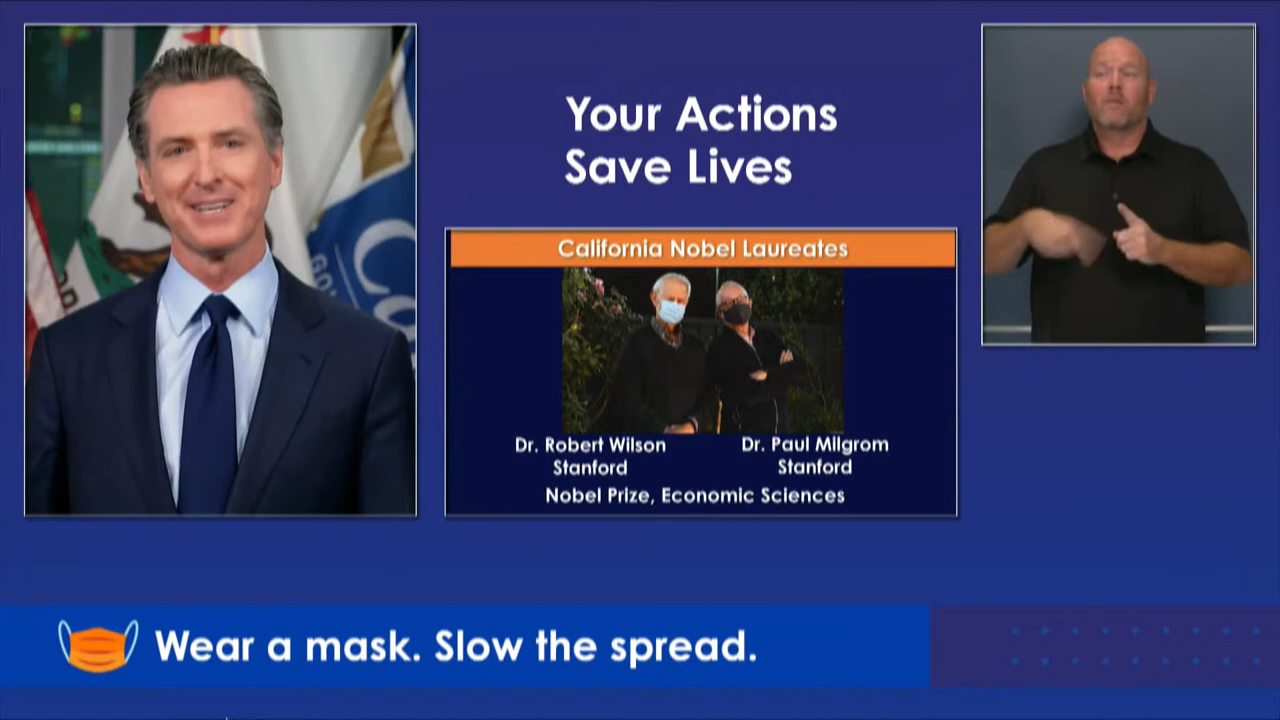 Your Actions
Save Lives
California Nobel Laureates
Dr. Robert Wilson
Stanford
Dr. Paul Milgrom
Stanford
Nobel Prize, Economic Sciences
Wear a mask. Slow the spread.